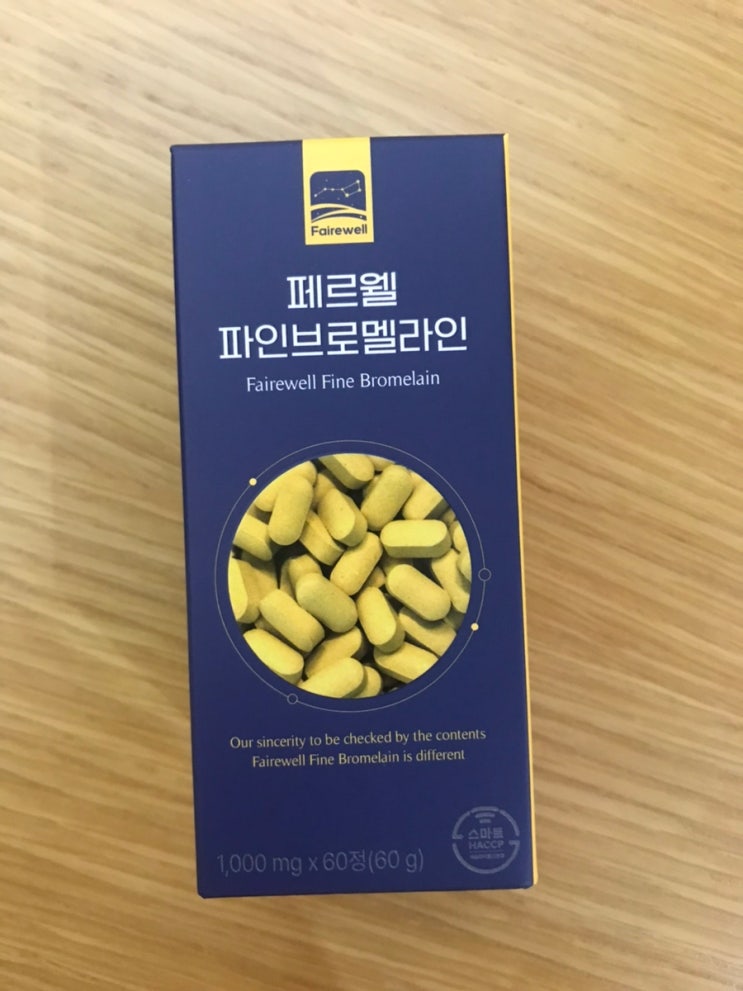 Fairewell
페르웰
파인브로멜라인
Fairewell Fine Bromelain
Our sincerity to be checked by the contents
Fairewell Fine Bromelain is different
스마트
HACCP
1,000 mg x 60정(60 g)